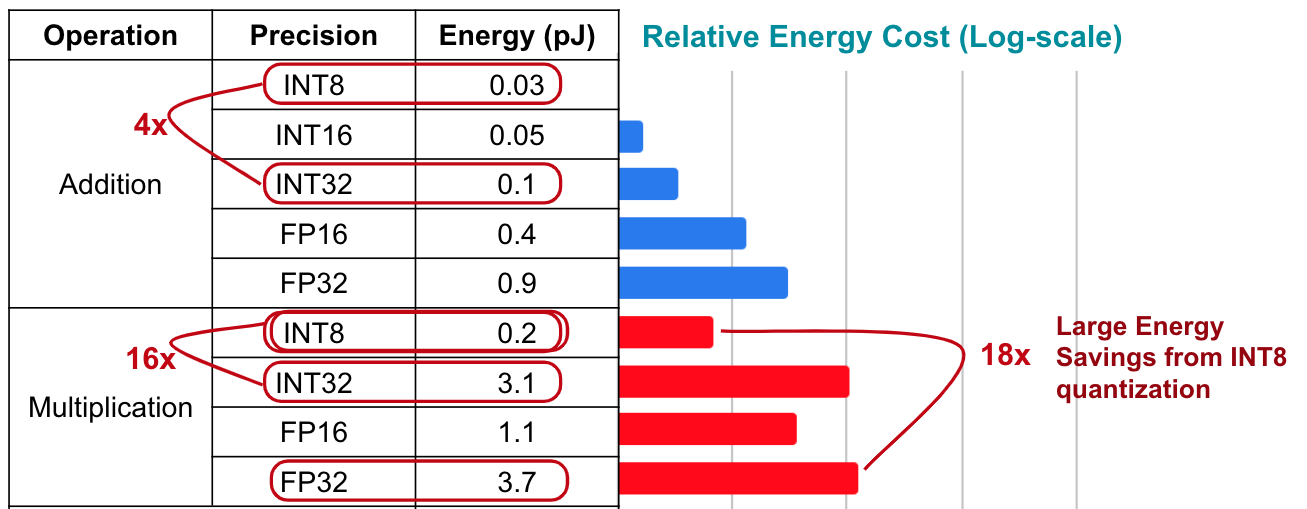 Operation Precision Energy (pJ) Relative Energy Cost (Log-scale)
INT8 0.03
4x
INT16 0.05
Addition INT32 0.1
FP16 0.4
FP32 0.9
INT8 0.2
16x
18x
Large Energy
Savings from INT8
quantization
INT32 3.1
Multiplication
FP16 1.1
FP32 3.7